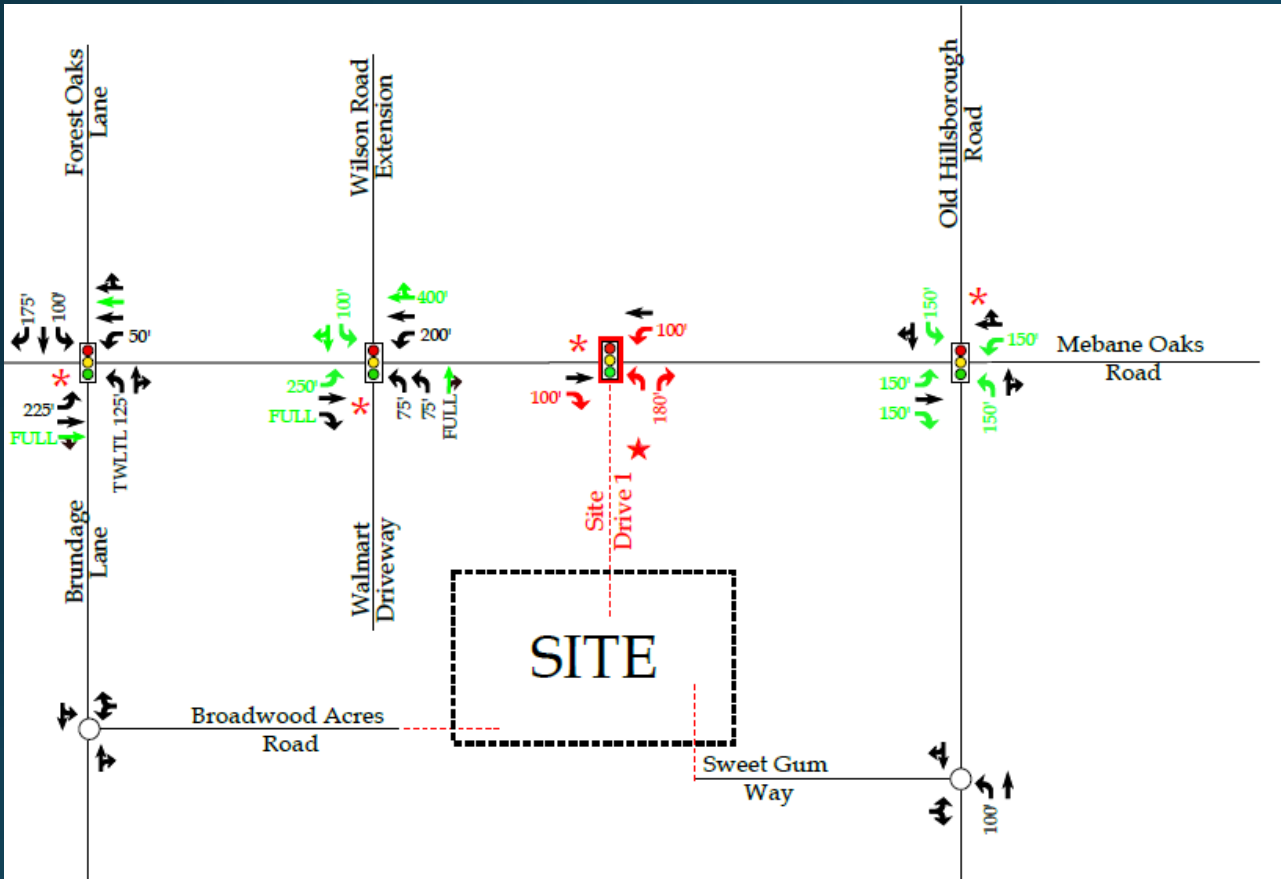 Forest Oaks
Lane
Wilson Road
Extension
Old Hillsborough
Road
175'
100'
50'
100'
400'
200'
100'
150'
150'
Mebane Oaks
Road
225'
FULL
TWLTL 125'
250'
FULL
75'
75'
FULL
100'
180'
150'
150'
150'
Brundage
Lane
Walmart
Driveway
Site
Drive 1
SITE
Broadwood Acres
Road
Sweet Gum
Way
100'